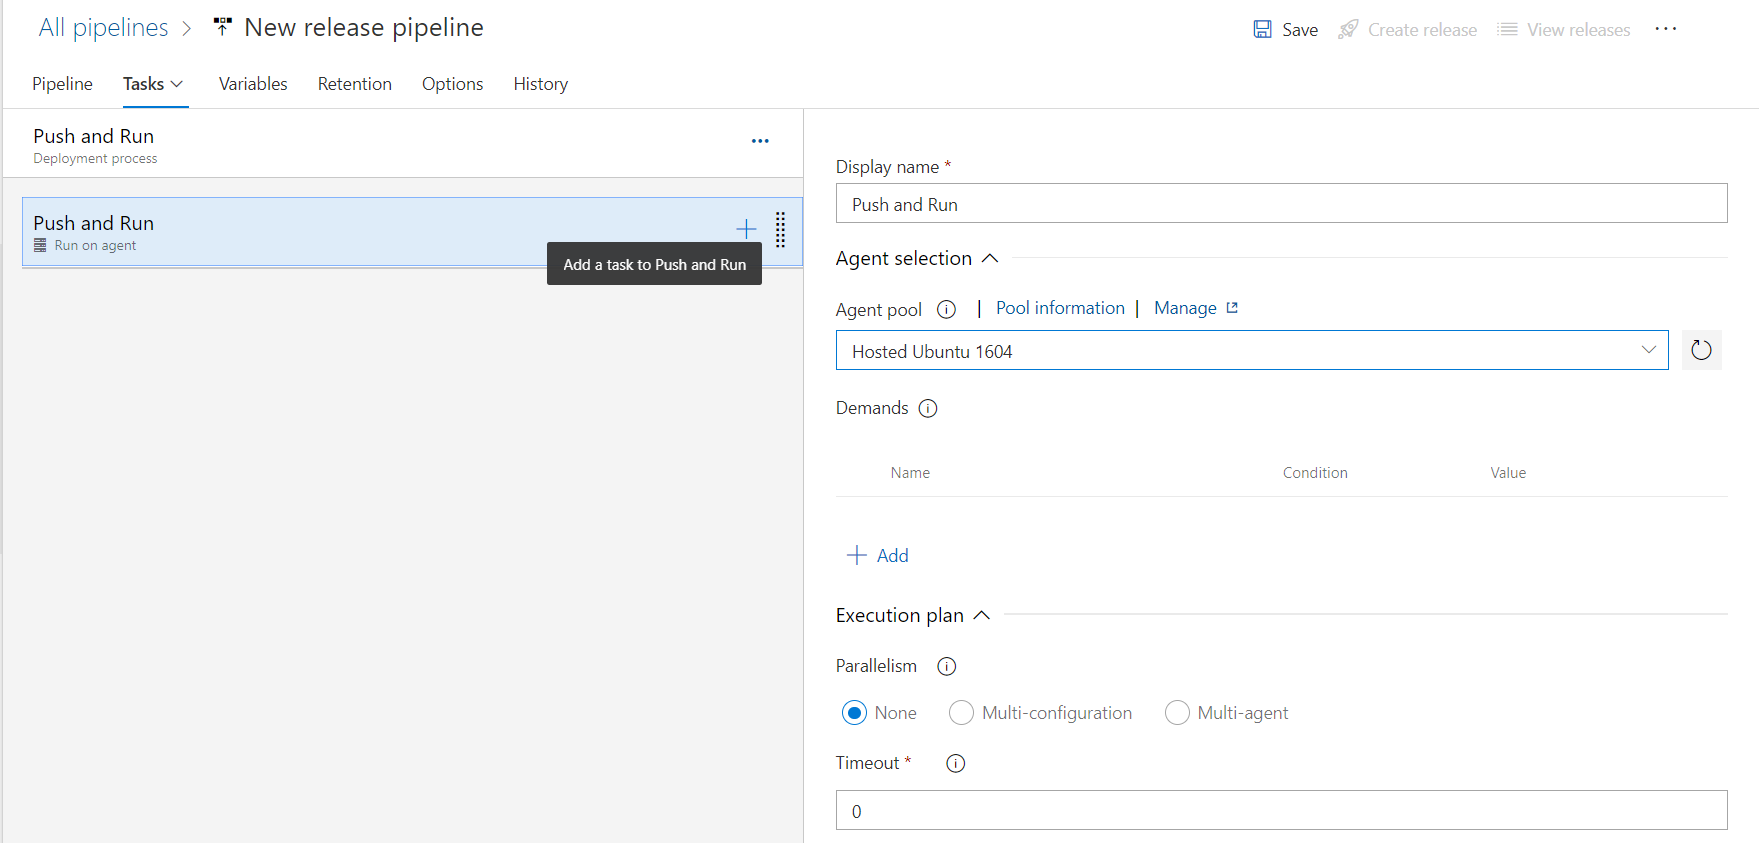 All pipelines > New release pipeline
Save Create release View releases ...
Pipeline Tasks Variables Retention Options History
Push and Run
Deployment process
Push and Run
Run on agent
Add a task to Push and Run
Display name *
Push and Run
Agent selection
Agent pool | Pool information | Manage
Hosted Ubuntu 1604
Demands
Name Condition Value
+ Add
Execution plan
Parallelism
None Multi-configuration Multi-agent
Timeout *
0